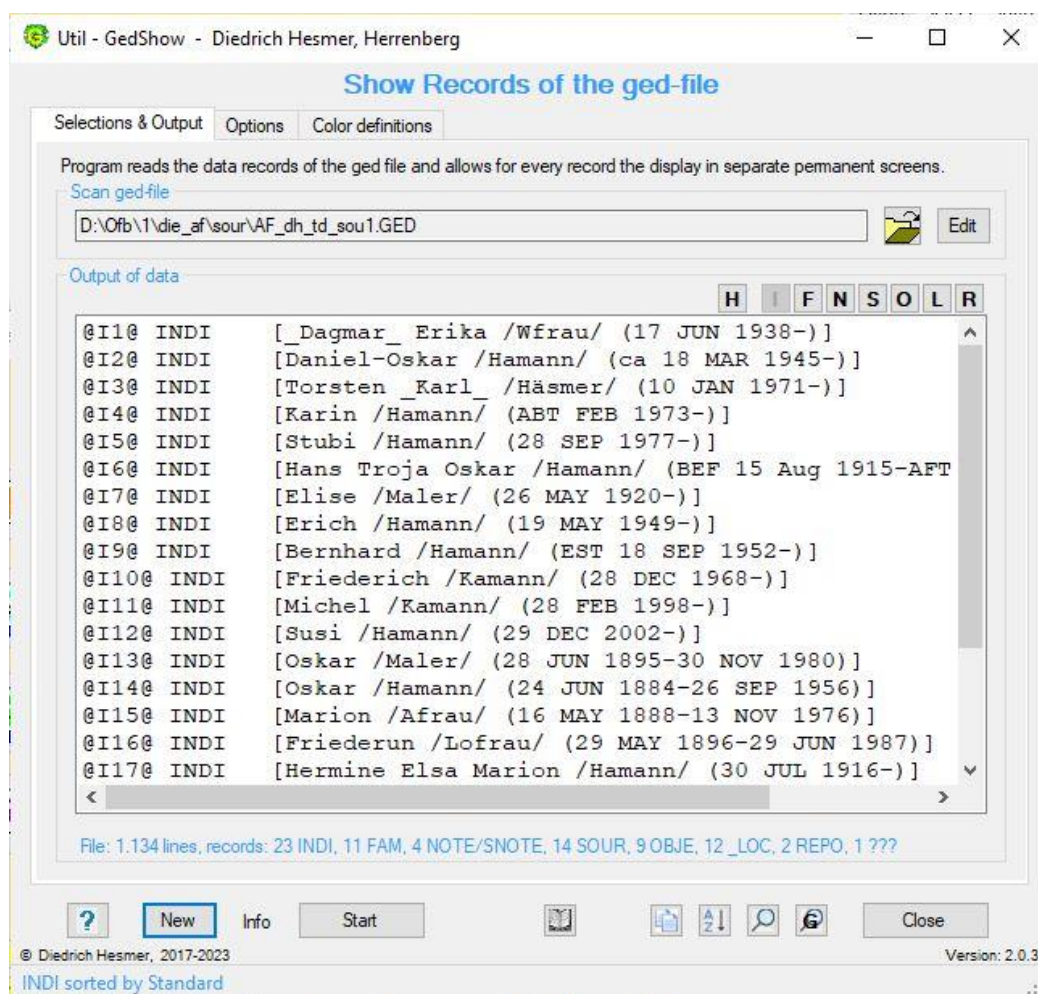 Util - GedShow - Diedrich Hesmer, Herrenberg
Show Records of the ged-file
Selections & Output Options Color definitions
Program reads the data records of the ged file and allows for every record the display in separate permanent screens.
Scan ged-file
D:\Ofb\1\die_af\sour\AF_dh_td_sou1.GED Edit
Output of data
H I F N S O L R
@I1@ INDI [_Dagmar_ Erika /Wfrau/ (17 JUN 1938-)]
@I2@ INDI [Daniel-Oskar /Hamann/ (ca 18 MAR 1945-)]
@I3@ INDI [Torsten _Karl_ /Häsmer/ (10 JAN 1971-)]
@I4@ INDI [Karin /Hamann/ (ABT FEB 1973-)]
@I5@ INDI [Stubi /Hamann/ (28 SEP 1977-)]
@I6@ INDI [Hans Troja Oskar /Hamann/ (BEF 15 Aug 1915-AFT
@I7@ INDI [Elise /Maler/ (26 MAY 1920-)]
@I8@ INDI [Erich /Hamann/ (19 MAY 1949-)]
@I9@ INDI [Bernhard /Hamann/ (EST 18 SEP 1952-)]
@I10@ INDI [Friederich /Kamann/ (28 DEC 1968-)]
@I11@ INDI [Michel /Kamann/ (28 FEB 1998-)]
@I12@ INDI [Susi /Hamann/ (29 DEC 2002-)]
@I13@ INDI [Oskar /Maler/ (28 JUN 1895-30 NOV 1980)]
@I14@ INDI [Oskar /Hamann/ (24 JUN 1884-26 SEP 1956)]
@I15@ INDI [Marion /Afrau/ (16 MAY 1888-13 NOV 1976)]
@I16@ INDI [Friederun /Lofrau/ (29 MAY 1896-29 JUN 1987)]
@I17@ INDI [Hermine Elsa Marion /Hamann/ (30 JUL 1916-)]
File: 1.134 lines, records: 23 INDI, 11 FAM, 4 NOTE/SNOTE, 14 SOUR, 9 OBJE, 12 _LOC, 2 REPO, 1 ???
? New Info Start A Z G Close
© Diedrich Hesmer, 2017-2023 Version: 2.0.3
INDI sorted by Standard